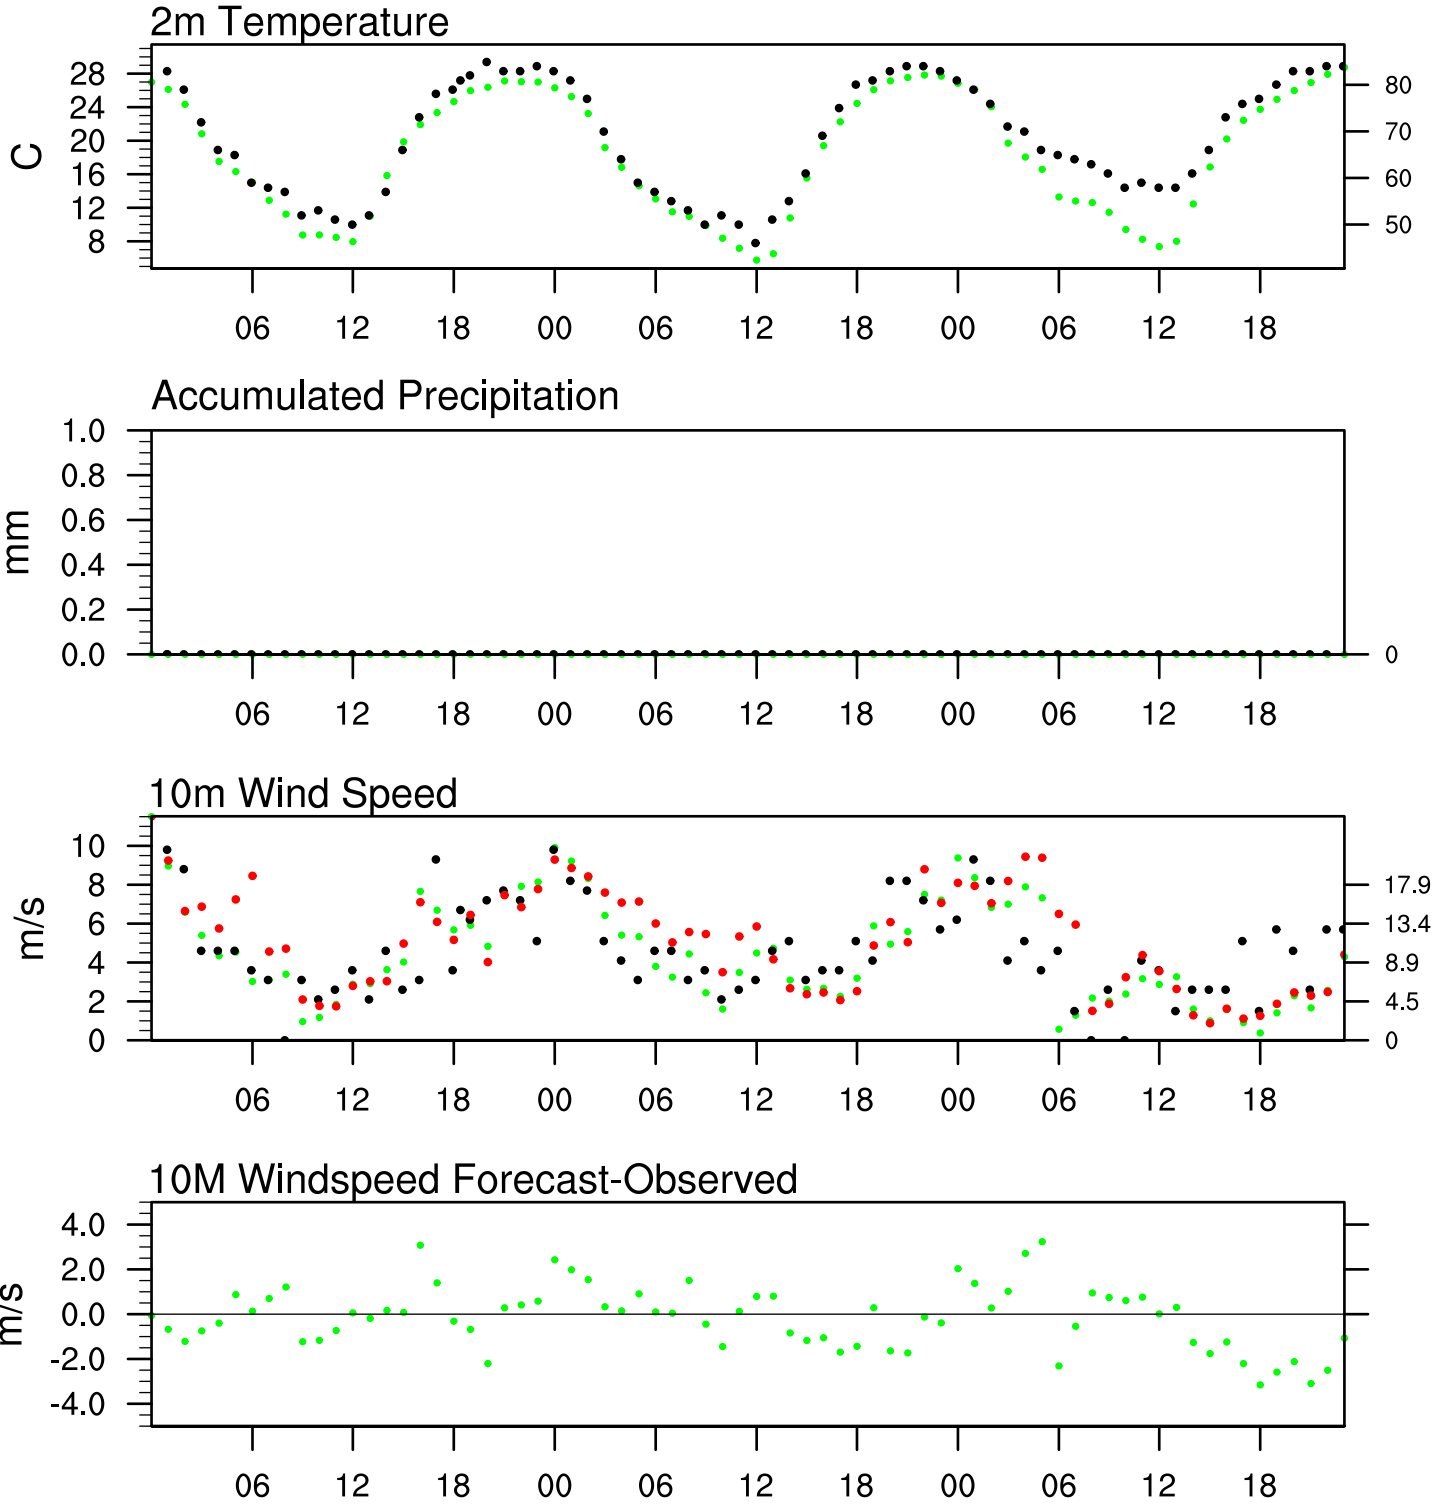 2m Temperature
28
24
20
16
12
8
C
80
70
60
50
06 12 18 00 06 12 18 00 06 12 18
Accumulated Precipitation
1.0
0.8
0.6
0.4
0.2
0.0
mm
0
06 12 18 00 06 12 18 00 06 12 18
10m Wind Speed
10
8
6
4
2
0
m/s
17.9
13.4
8.9
4.5
0
06 12 18 00 06 12 18 00 06 12 18
10M Windspeed Forecast-Observed
4.0
2.0
0.0
-2.0
-4.0
m/s
06 12 18 00 06 12 18 00 06 12 18